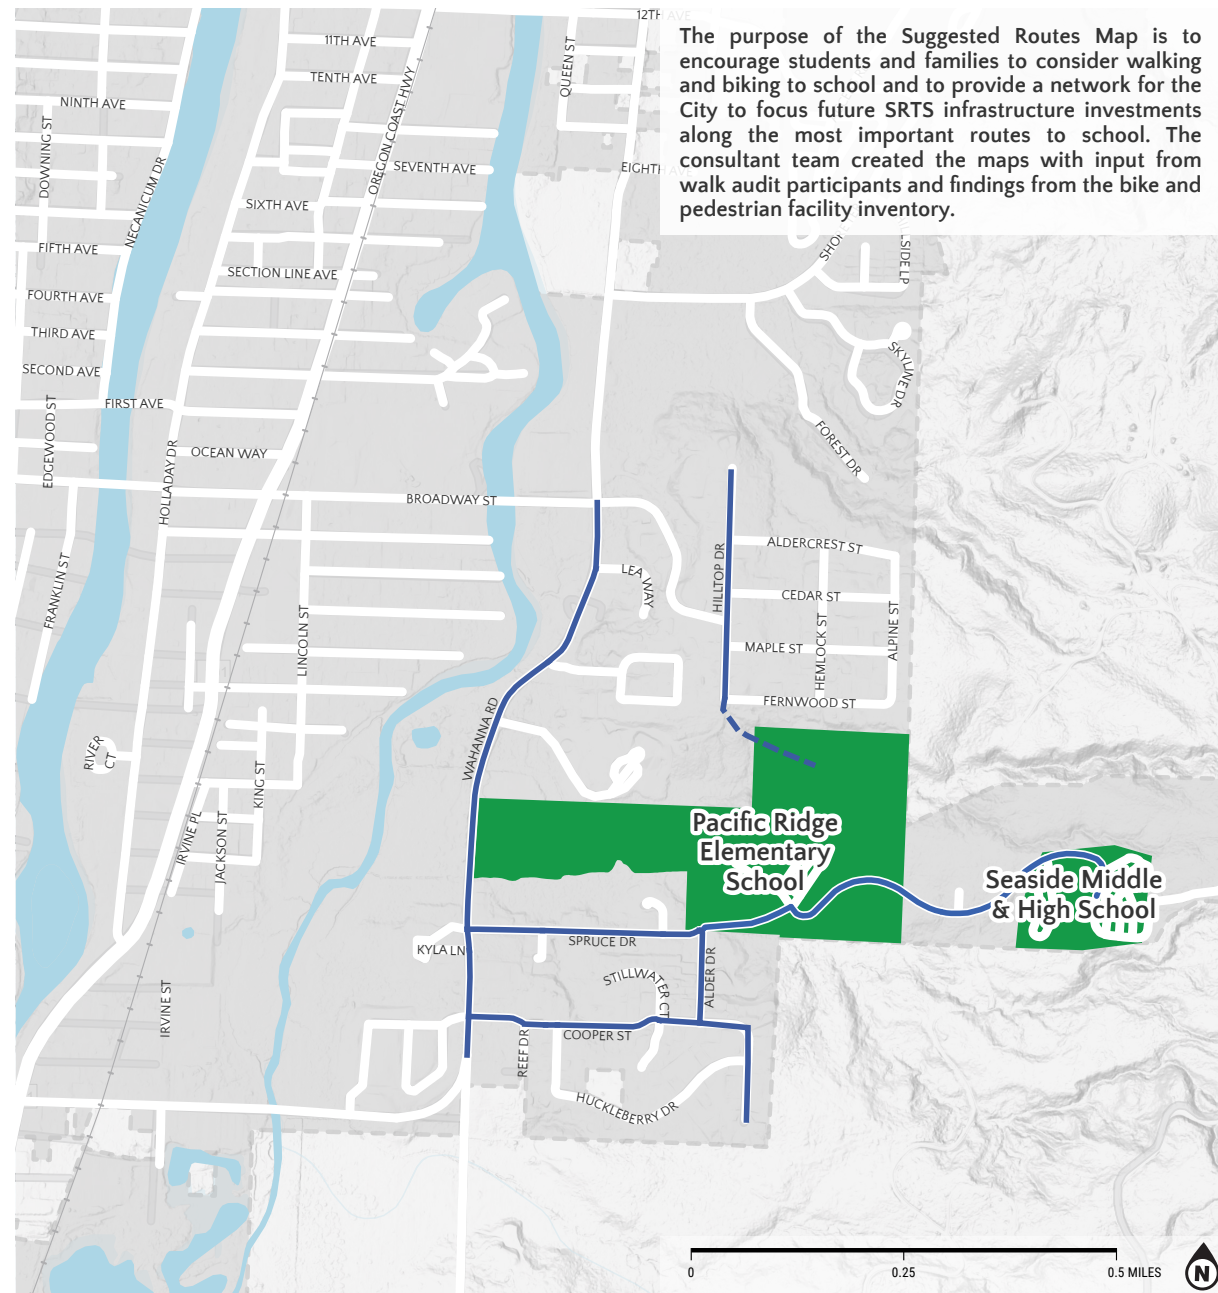 12TH AVE
The purpose of the Suggested Routes Map is to
encourage students and families to consider walking
and biking to school and to provide a network for the
City to focus future SRTS infrastructure investments
along the most important routes to school. The
consultant team created the maps with input from
walk audit participants and findings from the bike and
pedestrian facility inventory.
11TH AVE
TENTH AVE
NINTH AVE
QUEEN ST
OREGON COAST HWY
DOWNING ST
SEVENTH AVE
EIGHTH AVE
NECANICUM DR
SIXTH AVE
FIFTH AVE
SECTION LINE AVE
FOURTH AVE
THIRD AVE
SECOND AVE
FIRST AVE
SKYLINE DR
EDGEWOOD ST
HOLLADAY DR
OCEAN WAY
FOREST DR
BROADWAY ST
HILLTOP DR
ALDERCREST ST
FRANKLIN ST
LEA WAY
CEDAR ST
LINCOLN ST
MAPLE ST
HEMLOCK ST
ALPINE ST
FERNWOOD ST
WAHANNA RD
RIVER
CT
KING ST
IRVINE PL
JACKSON ST
Pacific Ridge
Elementary
School
Seaside Middle
& High School
KYLA LN
SPRUCE DR
STILLWATER CT
ALDER DR
IRVINE ST
REEF DR
COOPER ST
HUCKLEBERRY DR
0
0.25
0.5 MILES
N